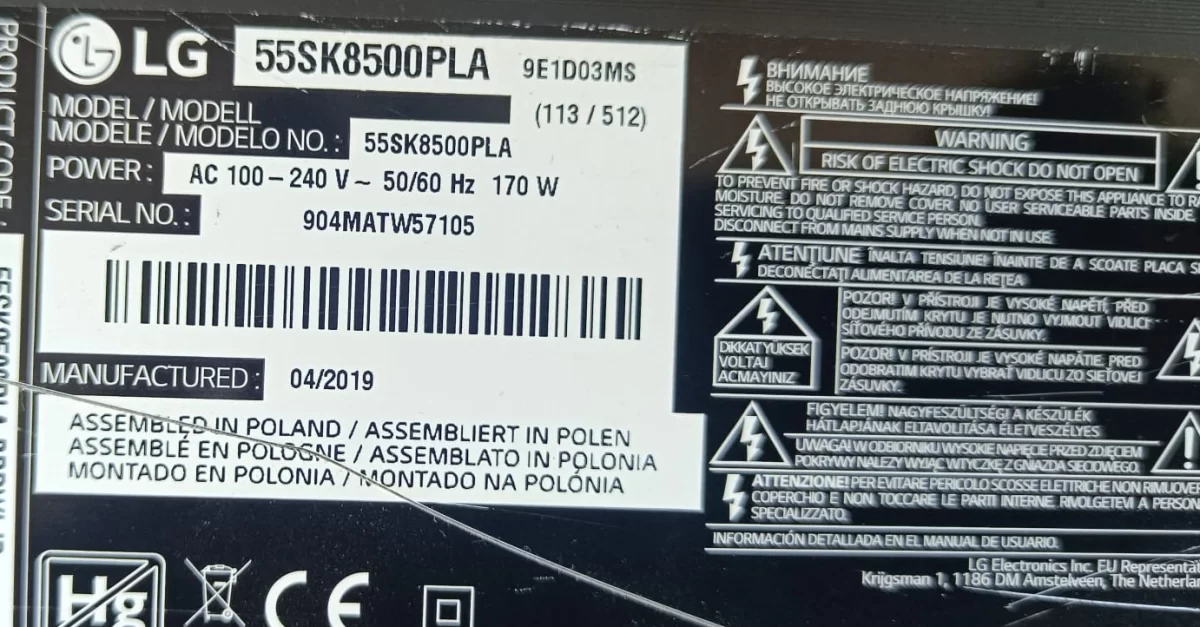 PRODUCT CODE :
LG
55SK8500PLA 9E1D03MS
(113 / 512)
MODEL / MODELL
MODELE / MODELO NO. : 55SK8500PLA
POWER : AC 100 – 240 V ~ 50/60 Hz 170 W
SERIAL NO. : 904MATW57105
MANUFACTURED : 04/2019
ASSEMBLED IN POLAND / ASSEMBLIERT IN POLEN
ASSEMBLÉ EN POLOGNE / ASSEMBLATO IN POLONIA
MONTADO EN POLONIA / MONTADO NA POLÓNIA
Hg
CE
ВНИМАНИЕ
ВЫСОКОЕ ЭЛЕКТРИЧЕСКОЕ НАПРЯЖЕНИЕ!
НЕ ОТКРЫВАТЬ ЗАДНЮЮ КРЫШКУ!
WARNING
RISK OF ELECTRIC SHOCK DO NOT OPEN
TO PREVENT FIRE OR SHOCK HAZARD, DO NOT EXPOSE THIS APPLIANCE TO
MOISTURE. DO NOT REMOVE COVER. NO USER SERVICEABLE PARTS INSIDE
SERVICING TO QUALIFIED SERVICE PERSON.
DISCONNECT FROM MAINS SUPPLY WHEN NOT IN USE.
ATENŢIUNE ÎNALTA TENSIUNE! ÎNAINTE DE A SCOATE PLACA
DECONECTAŢI ALIMENTAREA DE LA REŢEA
DİKKATYÜKSEK
VOLTAJ
AÇMAYINIZ
POZOR! V PŘÍSTROJI JE VYSOKÉ NAPĚTÍ, PŘED
ODEJMUTÍM KRYTU JE NUTNO VYJMOUT VIDLICI
SÍŤOVÉHO PŘÍVODU ZE ZÁSUVKY.
POZOR! V PRÍSTROJI JE VYSOKÉ NAPÄTIE. PRED
ODOBRATIM KRYTU VYBRAŤ VIDLICU ZO SIEŤOVEJ
ZÁSUVKY.
FIGYELEM! NAGYFESZÜLTSÉG! A KÉSZÜLÉK
HÁTLAPJÁNAK ELTAVOLÍTÁSA ÉLETVESZÉLYES
UWAGA! W ODBIORNIKU WYSOKIE NAPIĘCIE PRZED ZDJĘCIEM
POKRYWY NALEŻY WYJĄĆ WTYCZKĘ Z GNIAZDA SIECIOWEGO.
ATTENZIONE! PER EVITARE PERICOLO SCOSSE ELETTRICHE NON RIMUOVERE
COPERCHIO E NON TOCCARE LE PARTI INTERNE. RIVOLGETEVI A
SPECIALIZZATO.
INFORMACIÓN DETALLADA EN EL MANUAL DE USUARIO.
LG Electronics Inc. EU
Krijgsman 1, 1186 DM Amstelveen, The